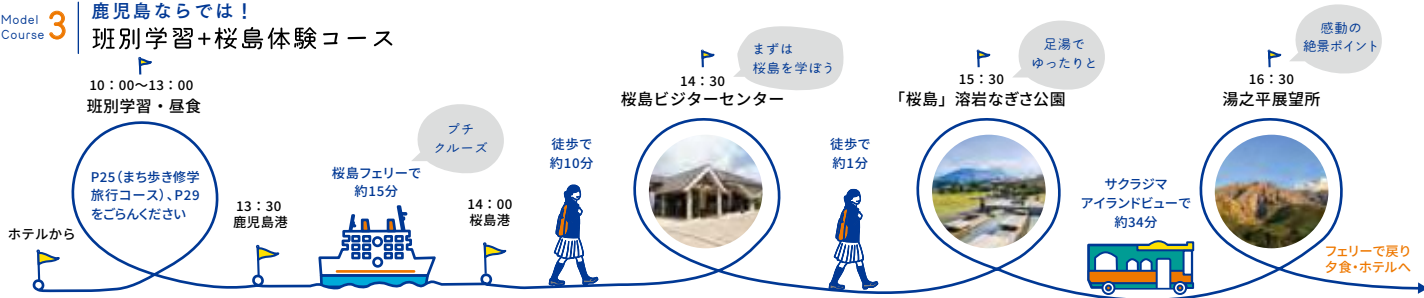 Model
Course 3
鹿児島ならでは！
班別学習+桜島体験コース
10：00〜13：00
班別学習・昼食
P25（まち歩き修学
旅行コース）、P29
をごらんください
ホテルから
13：30
鹿児島港
桜島フェリーで
約15分
プチ
クルーズ
14：00
桜島港
徒歩で
約10分
まずは
桜島を学ぼう
14：30
桜島ビジターセンター
徒歩で
約1分
足湯で
ゆったりと
15：30
「桜島」溶岩なぎさ公園
サクラジマ
アイランドビューで
約34分
感動の
絶景ポイント
16：30
湯之平展望所
フェリーで戻り
夕食・ホテルへ